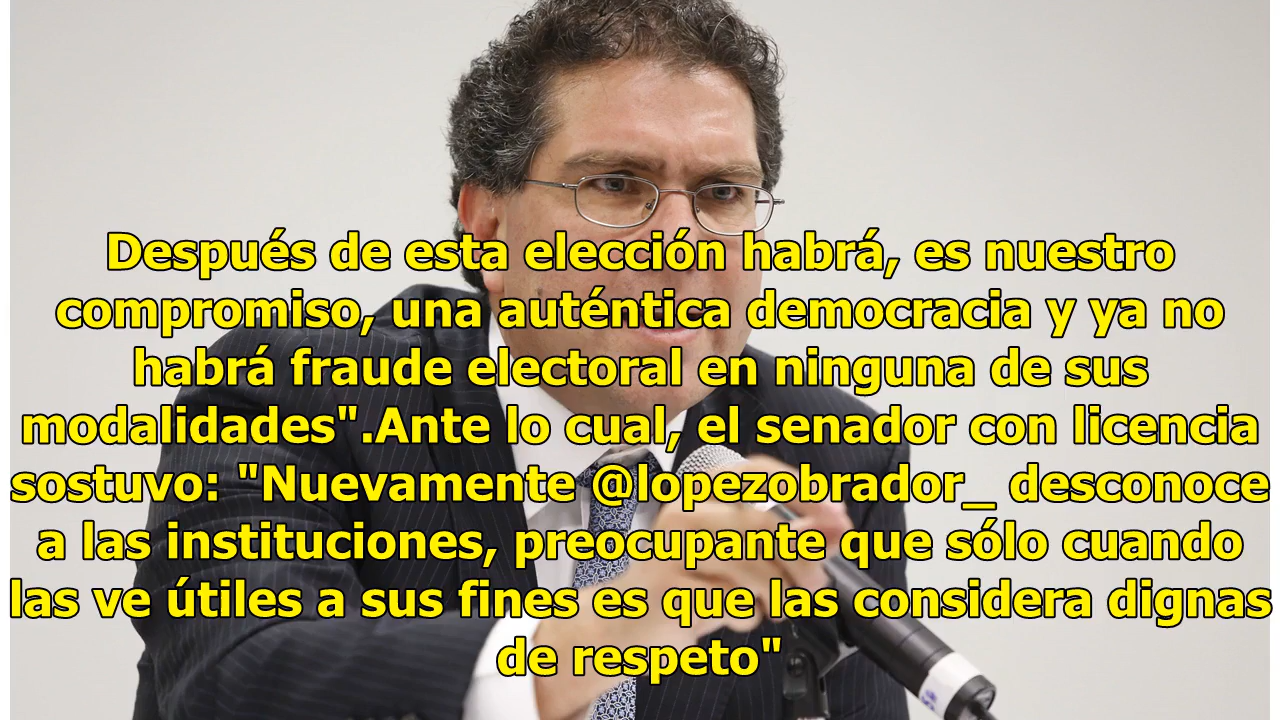 Después de esta elección habrá, es nuestro
compromiso, una auténtica democracia y ya no
habrá fraude electoral en ninguna de sus
modalidades".Ante lo cual, el senador con licencia
sostuvo: "Nuevamente @lopezobrador_ desconoce
a las instituciones, preocupante que sólo cuando
las ve útiles a sus fines es que las considera dignas
de respeto"